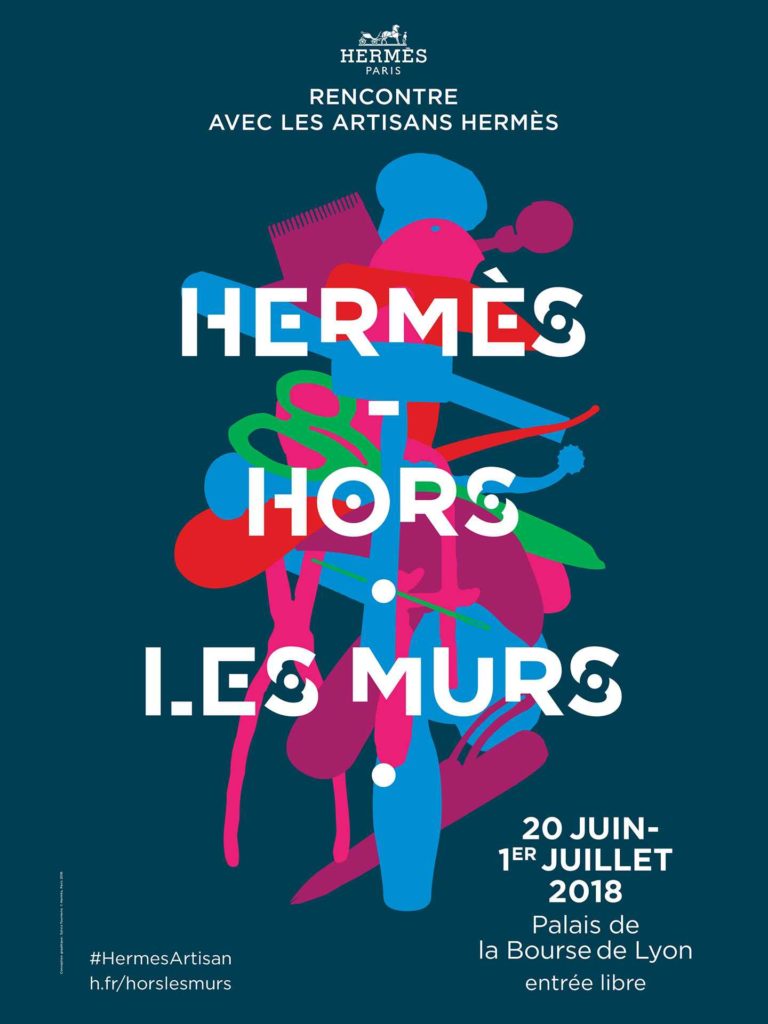 HERMÈS
PARIS
RENCONTRE
AVEC LES ARTISANS HERMÈS
HERMÈS
-
HORS
LES MURS
20 JUIN-
1ER JUILLET
2018
Palais de
la Bourse de Lyon
entrée libre
#HermesArtisan
h.fr/horslesmurs